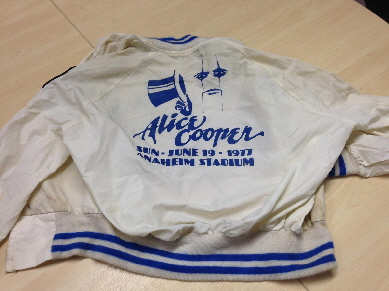 Alice
Cooper
SUN - JUNE 19 - 1977
ANAHEIM STADIUM